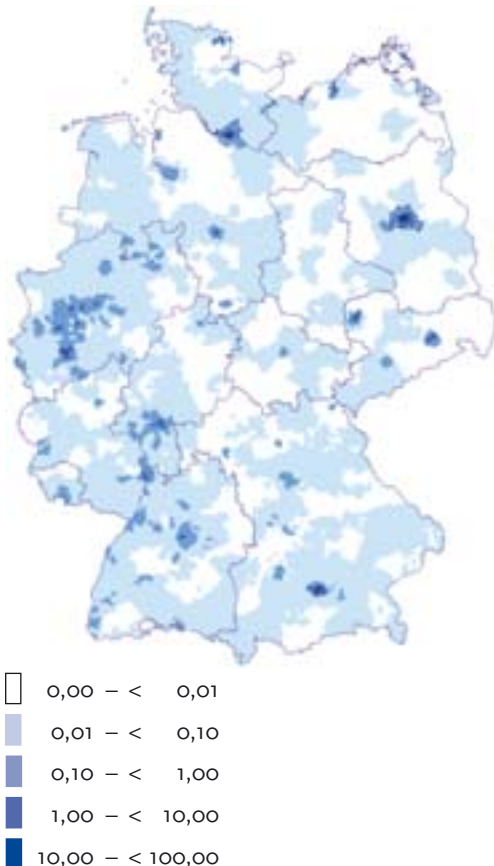 0,00 – < 0,01
0,01 – < 0,10
0,10 – < 1,00
1,00 – < 10,00
10,00 – < 100,00